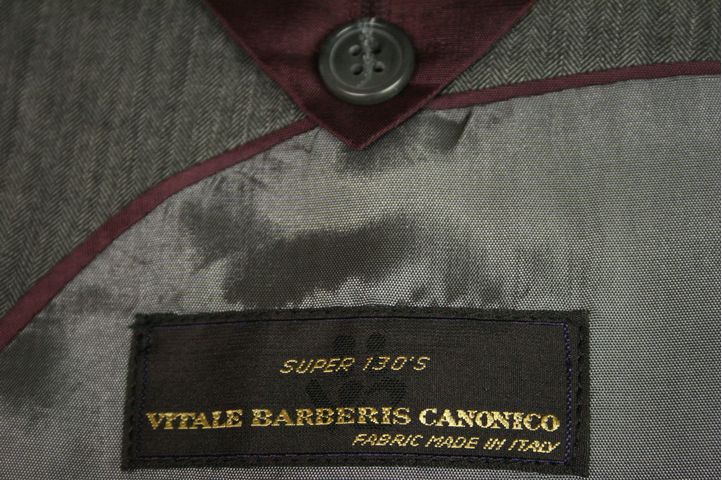 SUPER 130'S
VITALE BARBERIS CANONICO
FABRIC MADE IN ITALY